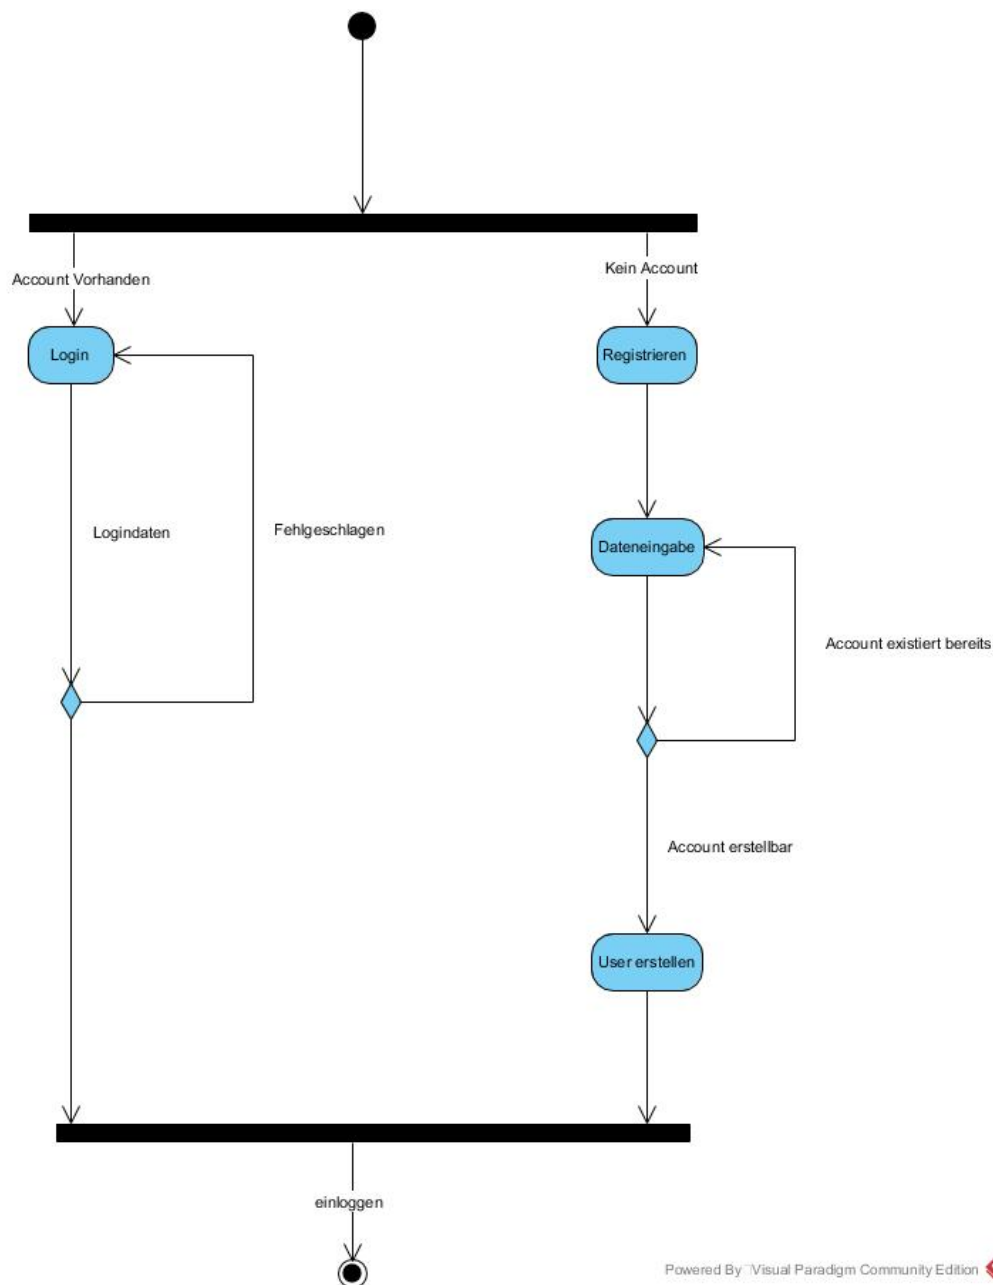 Account Vorhanden
Kein Account
Login
Registrieren
Logindaten
Fehlgeschlagen
Dateneingabe
Account existiert bereits
Account erstellbar
User erstellen
einloggen
Powered By Visual Paradigm Community Edition